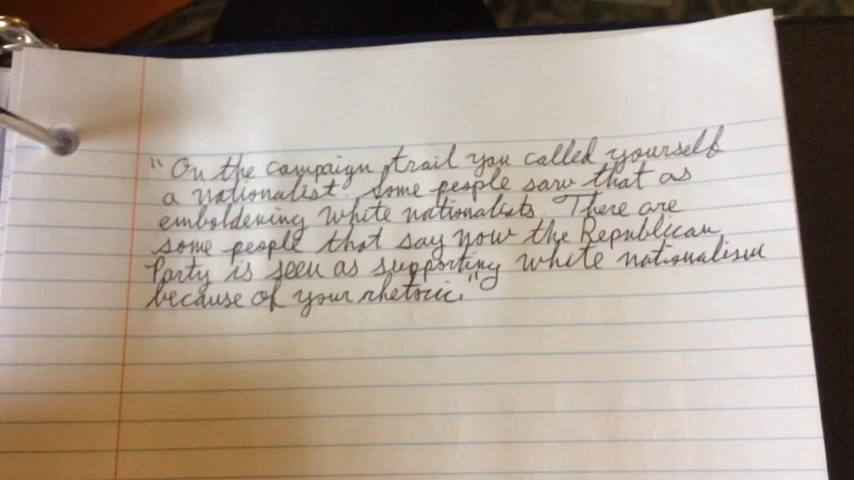 "On the campaign trail you called yourself
a nationalist. Some people saw that as
emboldening white nationalists. There are
some people that say now the Republican
Party is seen as supporting white nationalism
because of your rhetoric."